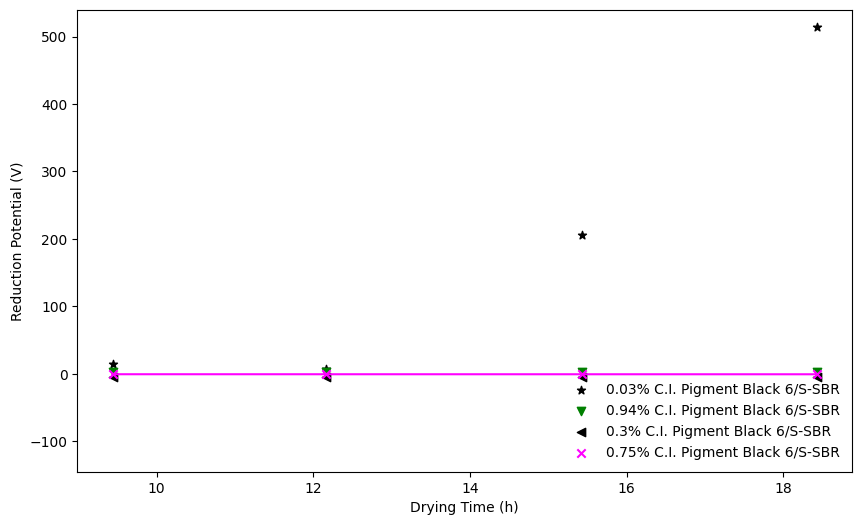 500
400
300
200
100
0
−100
Reduction Potential (V)
10 12 14 16 18
Drying Time (h)
0.03% C.I. Pigment Black 6/S-SBR
0.94% C.I. Pigment Black 6/S-SBR
0.3% C.I. Pigment Black 6/S-SBR
0.75% C.I. Pigment Black 6/S-SBR